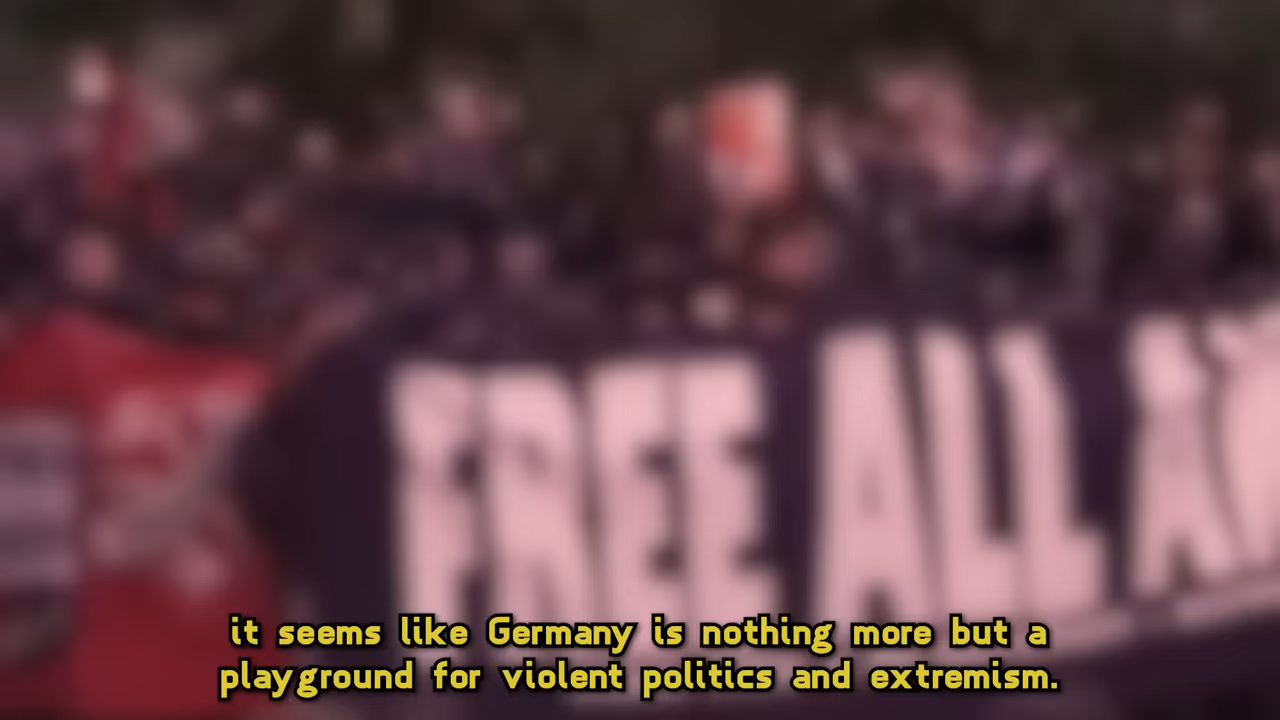 FREE ALL
it seems like Germany is nothing more but a
playground for violent politics and extremism.